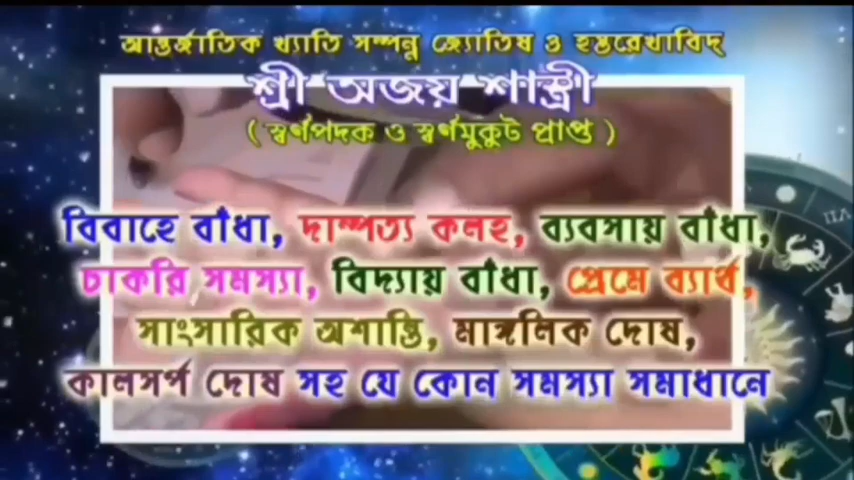 আন্তর্জাতিক খ্যাতি সম্পন্ন জ্যোতিষ ও হস্তরেখাবিদ্
শ্রী অজয় শাস্ত্রী
( স্বর্ণপদক ও স্বর্ণমুকুট প্রাপ্ত )
বিবাহে বাঁধা, দাম্পত্য কলহ, ব্যবসায় বাঁধা,
চাকরি সমস্যা, বিদ্যায় বাঁধা, প্রেমে ব্যার্থ,
সাংসারিক অশান্তি, মাঙ্গলিক দোষ,
কালসর্প দোষ সহ যে কোন সমস্যা সমাধানে